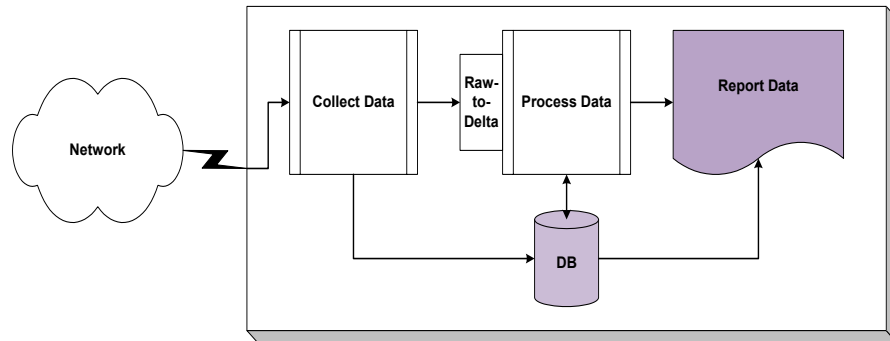 Network
Collect Data
Raw-
to-
Delta
Process Data
Report Data
DB